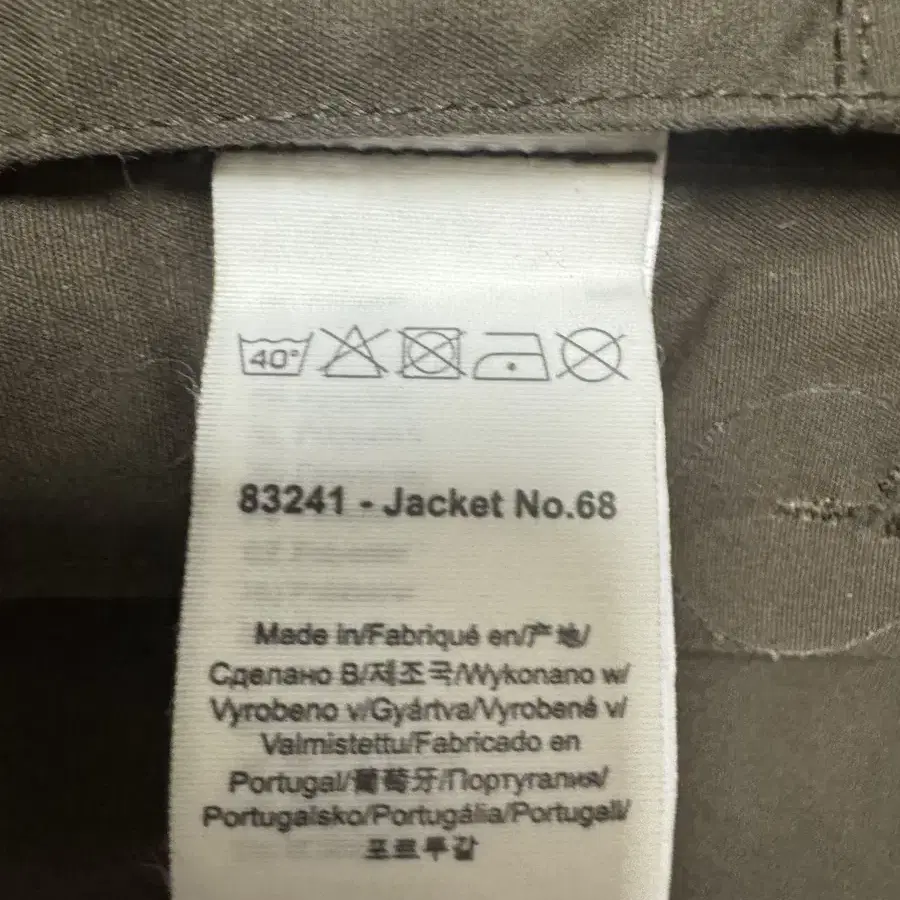 40°
83241 - Jacket No.68
Made in/Fabriqué en/产地/
Сделано В/제조국/Wykonano w/
Vyrobeno v/Gyártva/Vyrobené v/
Valmistettu/Fabricado en
Portugal/葡萄牙/Португалия/
Portugalsko/Portugália/Portugali/
포르투갈